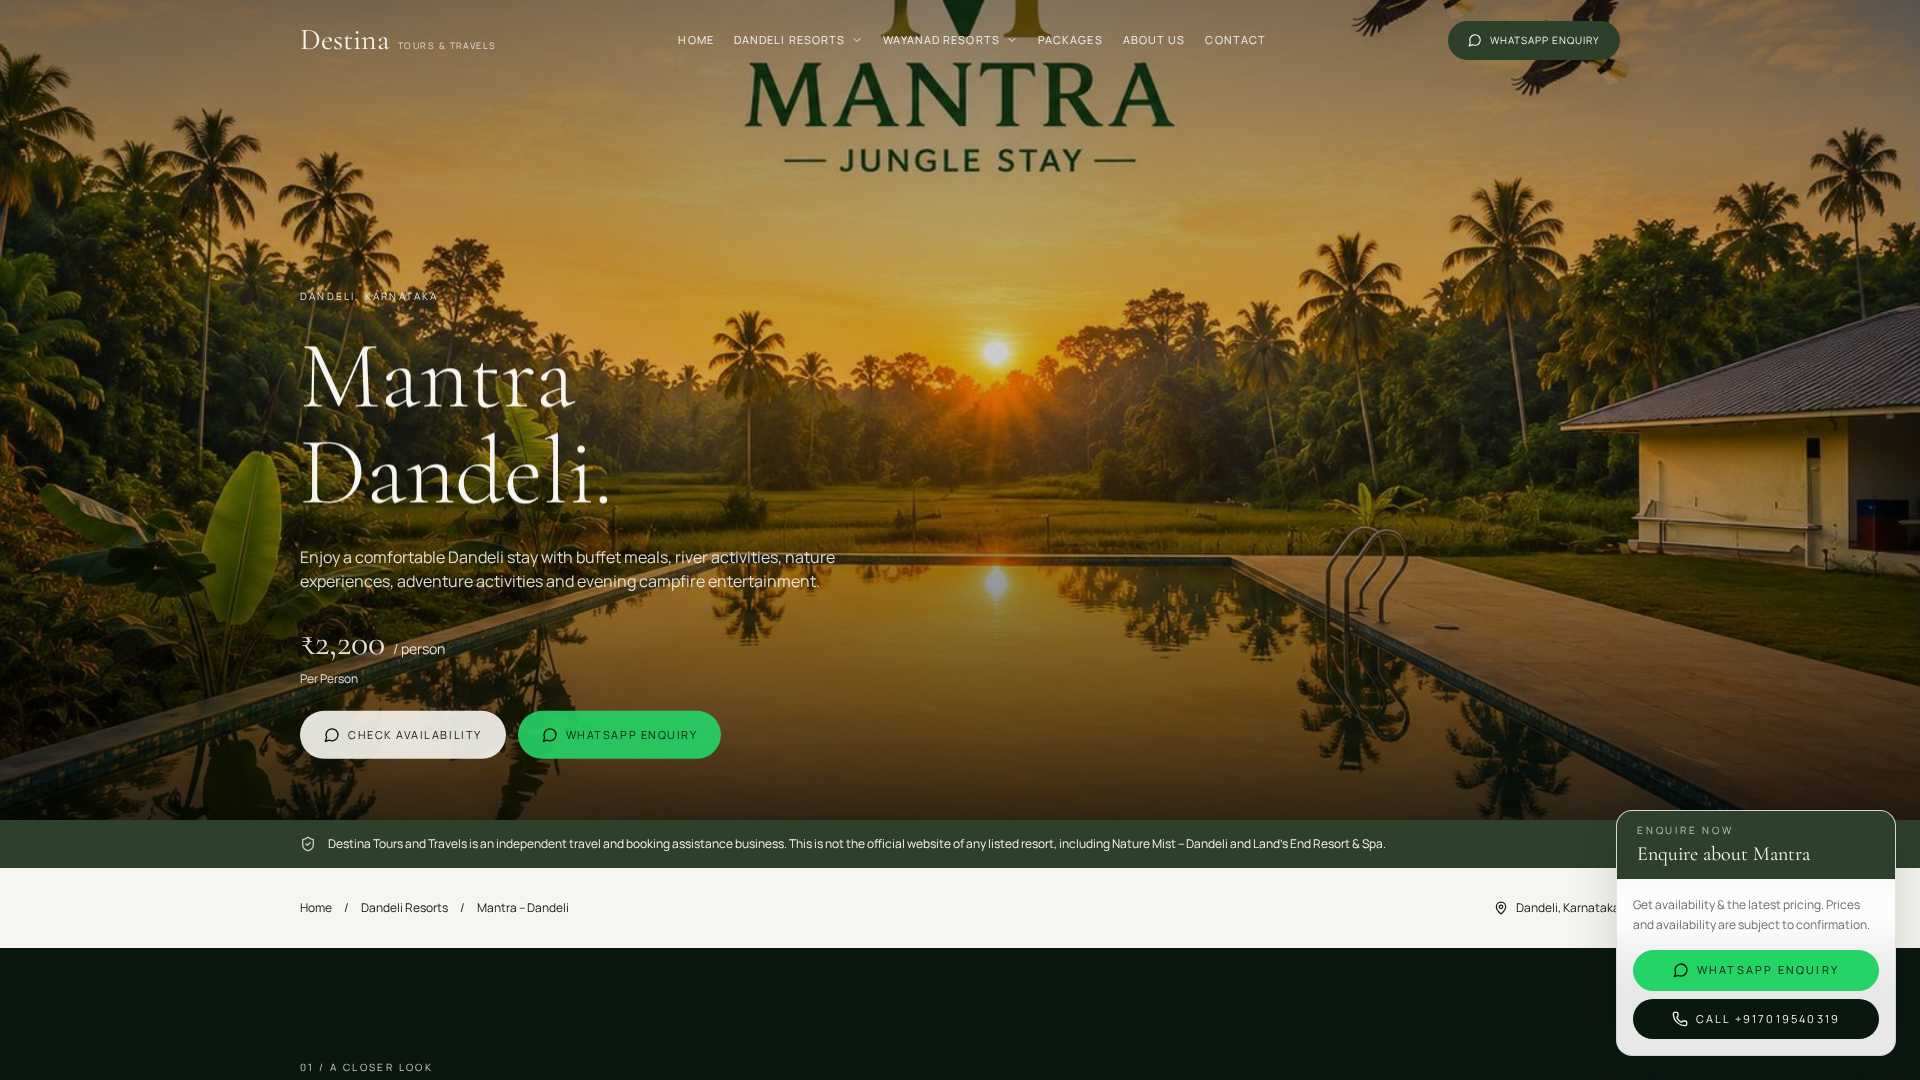 Destina TOURS & TRAVELS
HOME
DANDELI RESORTS
WAYANAD RESORTS
PACKAGES
ABOUT US
CONTACT
WHATSAPP ENQUIRY
MANTRA
JUNGLE STAY
DANDELI, KARNATAKA
Mantra
Dandeli.
Enjoy a comfortable Dandeli stay with buffet meals, river activities, nature
experiences, adventure activities and evening campfire entertainment.
₹2,200 / person
Per Person
CHECK AVAILABILITY
WHATSAPP ENQUIRY
Destina Tours and Travels is an independent travel and booking assistance business. This is not the official website of any listed resort, including Nature Mist – Dandeli and Land's End Resort & Spa.
Home / Dandeli Resorts / Mantra – Dandeli
Dandeli, Karnataka
ENQUIRE NOW
Enquire about Mantra
Get availability & the latest pricing. Prices
and availability are subject to confirmation.
WHATSAPP ENQUIRY
CALL +917019540319
01 / A CLOSER LOOK